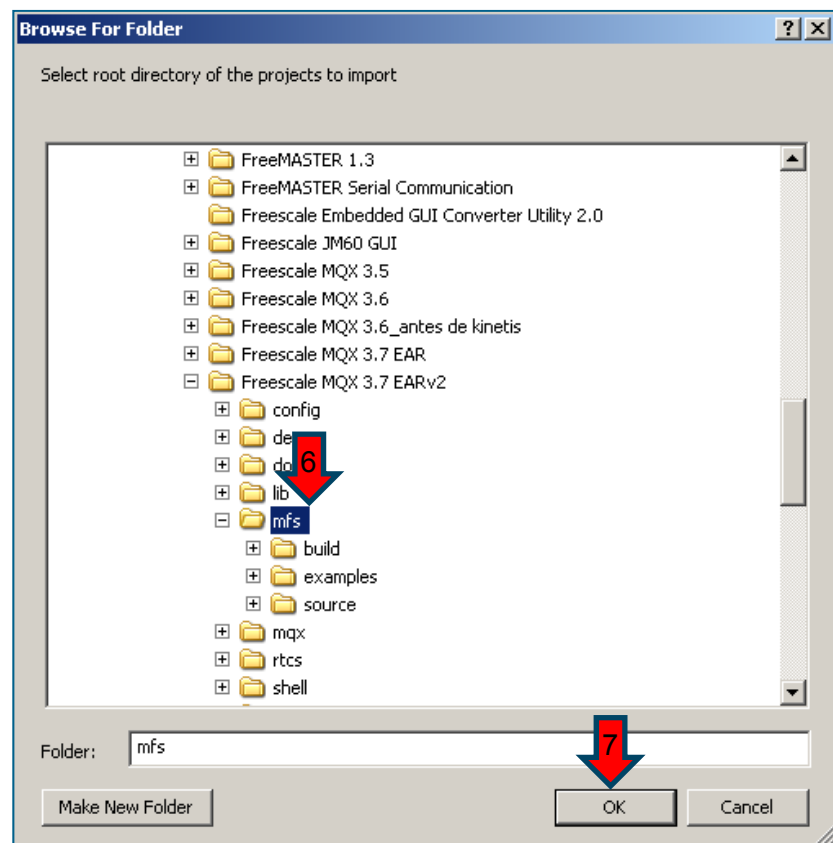 Browse For Folder
Select root directory of the projects to import
FreeMASTER 1.3
FreeMASTER Serial Communication
Freescale Embedded GUI Converter Utility 2.0
Freescale JM60 GUI
Freescale MQX 3.5
Freescale MQX 3.6
Freescale MQX 3.6_antes de kinetis
Freescale MQX 3.7 EAR
Freescale MQX 3.7 EARv2
config
de
do
6
lib
mfs
build
examples
source
mqx
rtcs
shell
Folder: mfs
7
Make New Folder OK Cancel